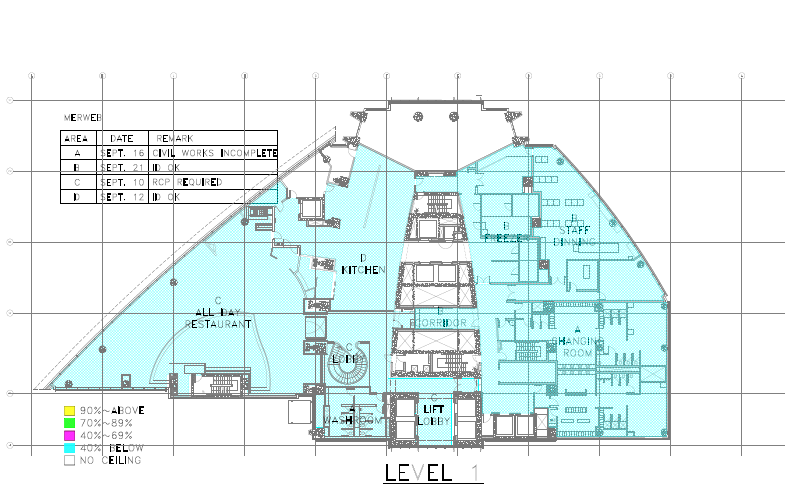 MERWEB
AREA DATE REMARK
A SEPT. 16 CIVIL WORKS INCOMPLETE
B SEPT. 21 ID OK
C SEPT. 10 RCP REQUIRED
D SEPT. 12 ID OK
B
STAFF
DINNING
B
FREEZE
D
KITCHEN
C
ALL DAY
RESTAURANT
B
CORRIDOR
A
CHANGING
ROOM
C
LOBBY
C
LIFT
LOBBY
A
WASHROOM
90%~ABOVE
70%~89%
40%~69%
40% BELOW
NO CEILING
LEVEL 1